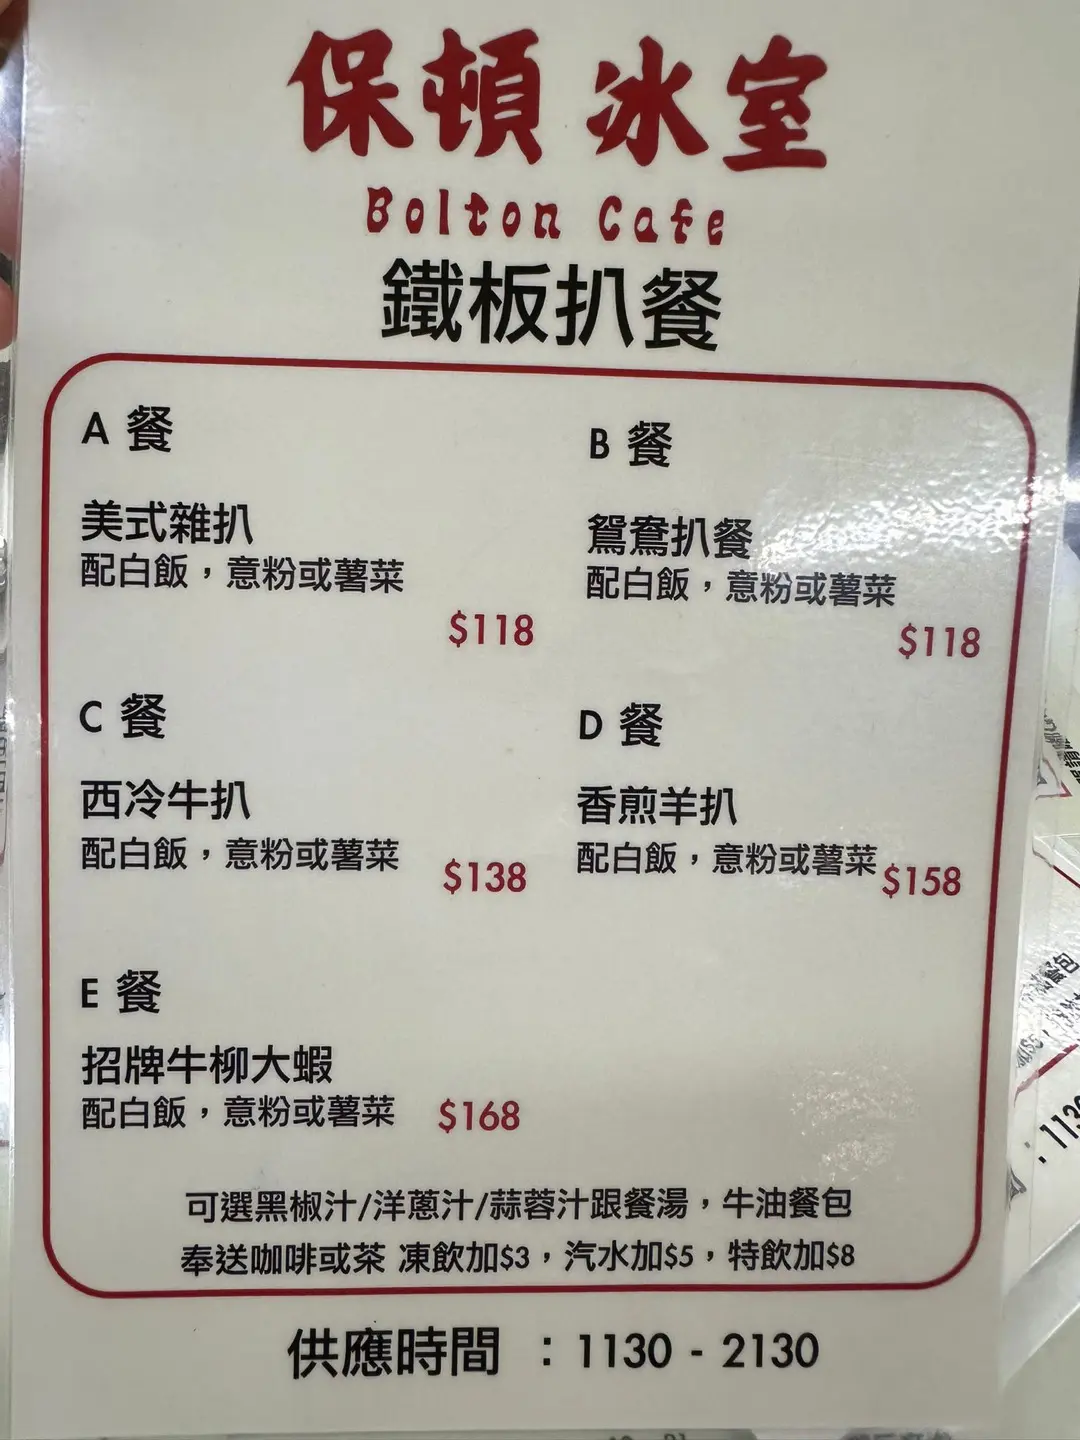 保頓冰室
Bolton Cafe
鐵板扒餐
A 餐
美式雜扒
配白飯，意粉或薯菜
$118
B 餐
鴛鴦扒餐
配白飯，意粉或薯菜
$118
C 餐
西冷牛扒
配白飯，意粉或薯菜
$138
D 餐
香煎羊扒
配白飯，意粉或薯菜
$158
E 餐
招牌牛柳大蝦
配白飯，意粉或薯菜 $168
可選黑椒汁/洋蔥汁/蒜蓉汁跟餐湯，牛油餐包
奉送咖啡或茶 凍飲加$3，汽水加$5，特飲加$8
供應時間 ：1130 - 2130